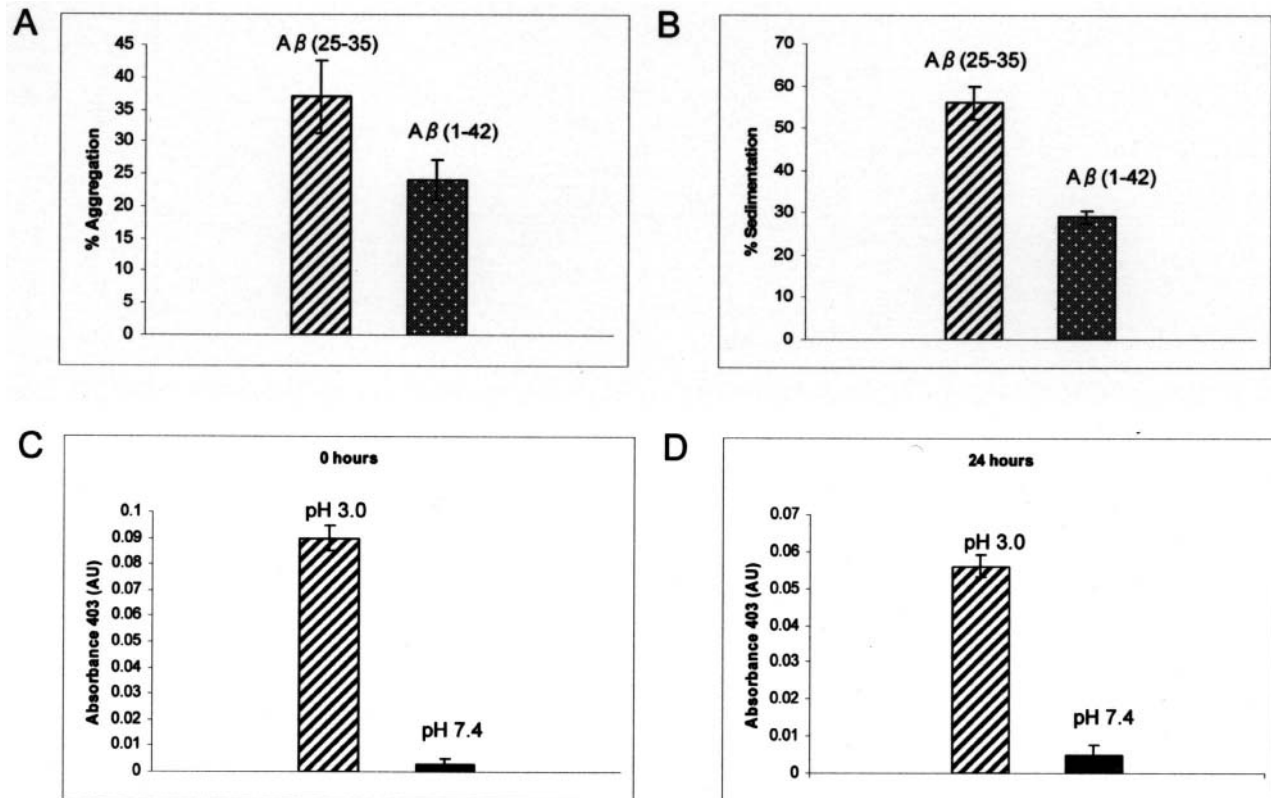 A
45
40
35
30
25
20
15
10
5
0
% Aggregation
Aβ (25-35)
Aβ (1-42)
B
70
60
50
40
30
20
10
0
% Sedimentation
Aβ (25-35)
Aβ (1-42)
C
0 hours
0.1
0.09
0.08
0.07
0.06
0.05
0.04
0.03
0.02
0.01
0
Absorbance 403 (AU)
pH 3.0
pH 7.4
D
24 hours
0.07
0.06
0.05
0.04
0.03
0.02
0.01
0
Absorbance 403 (AU)
pH 3.0
pH 7.4